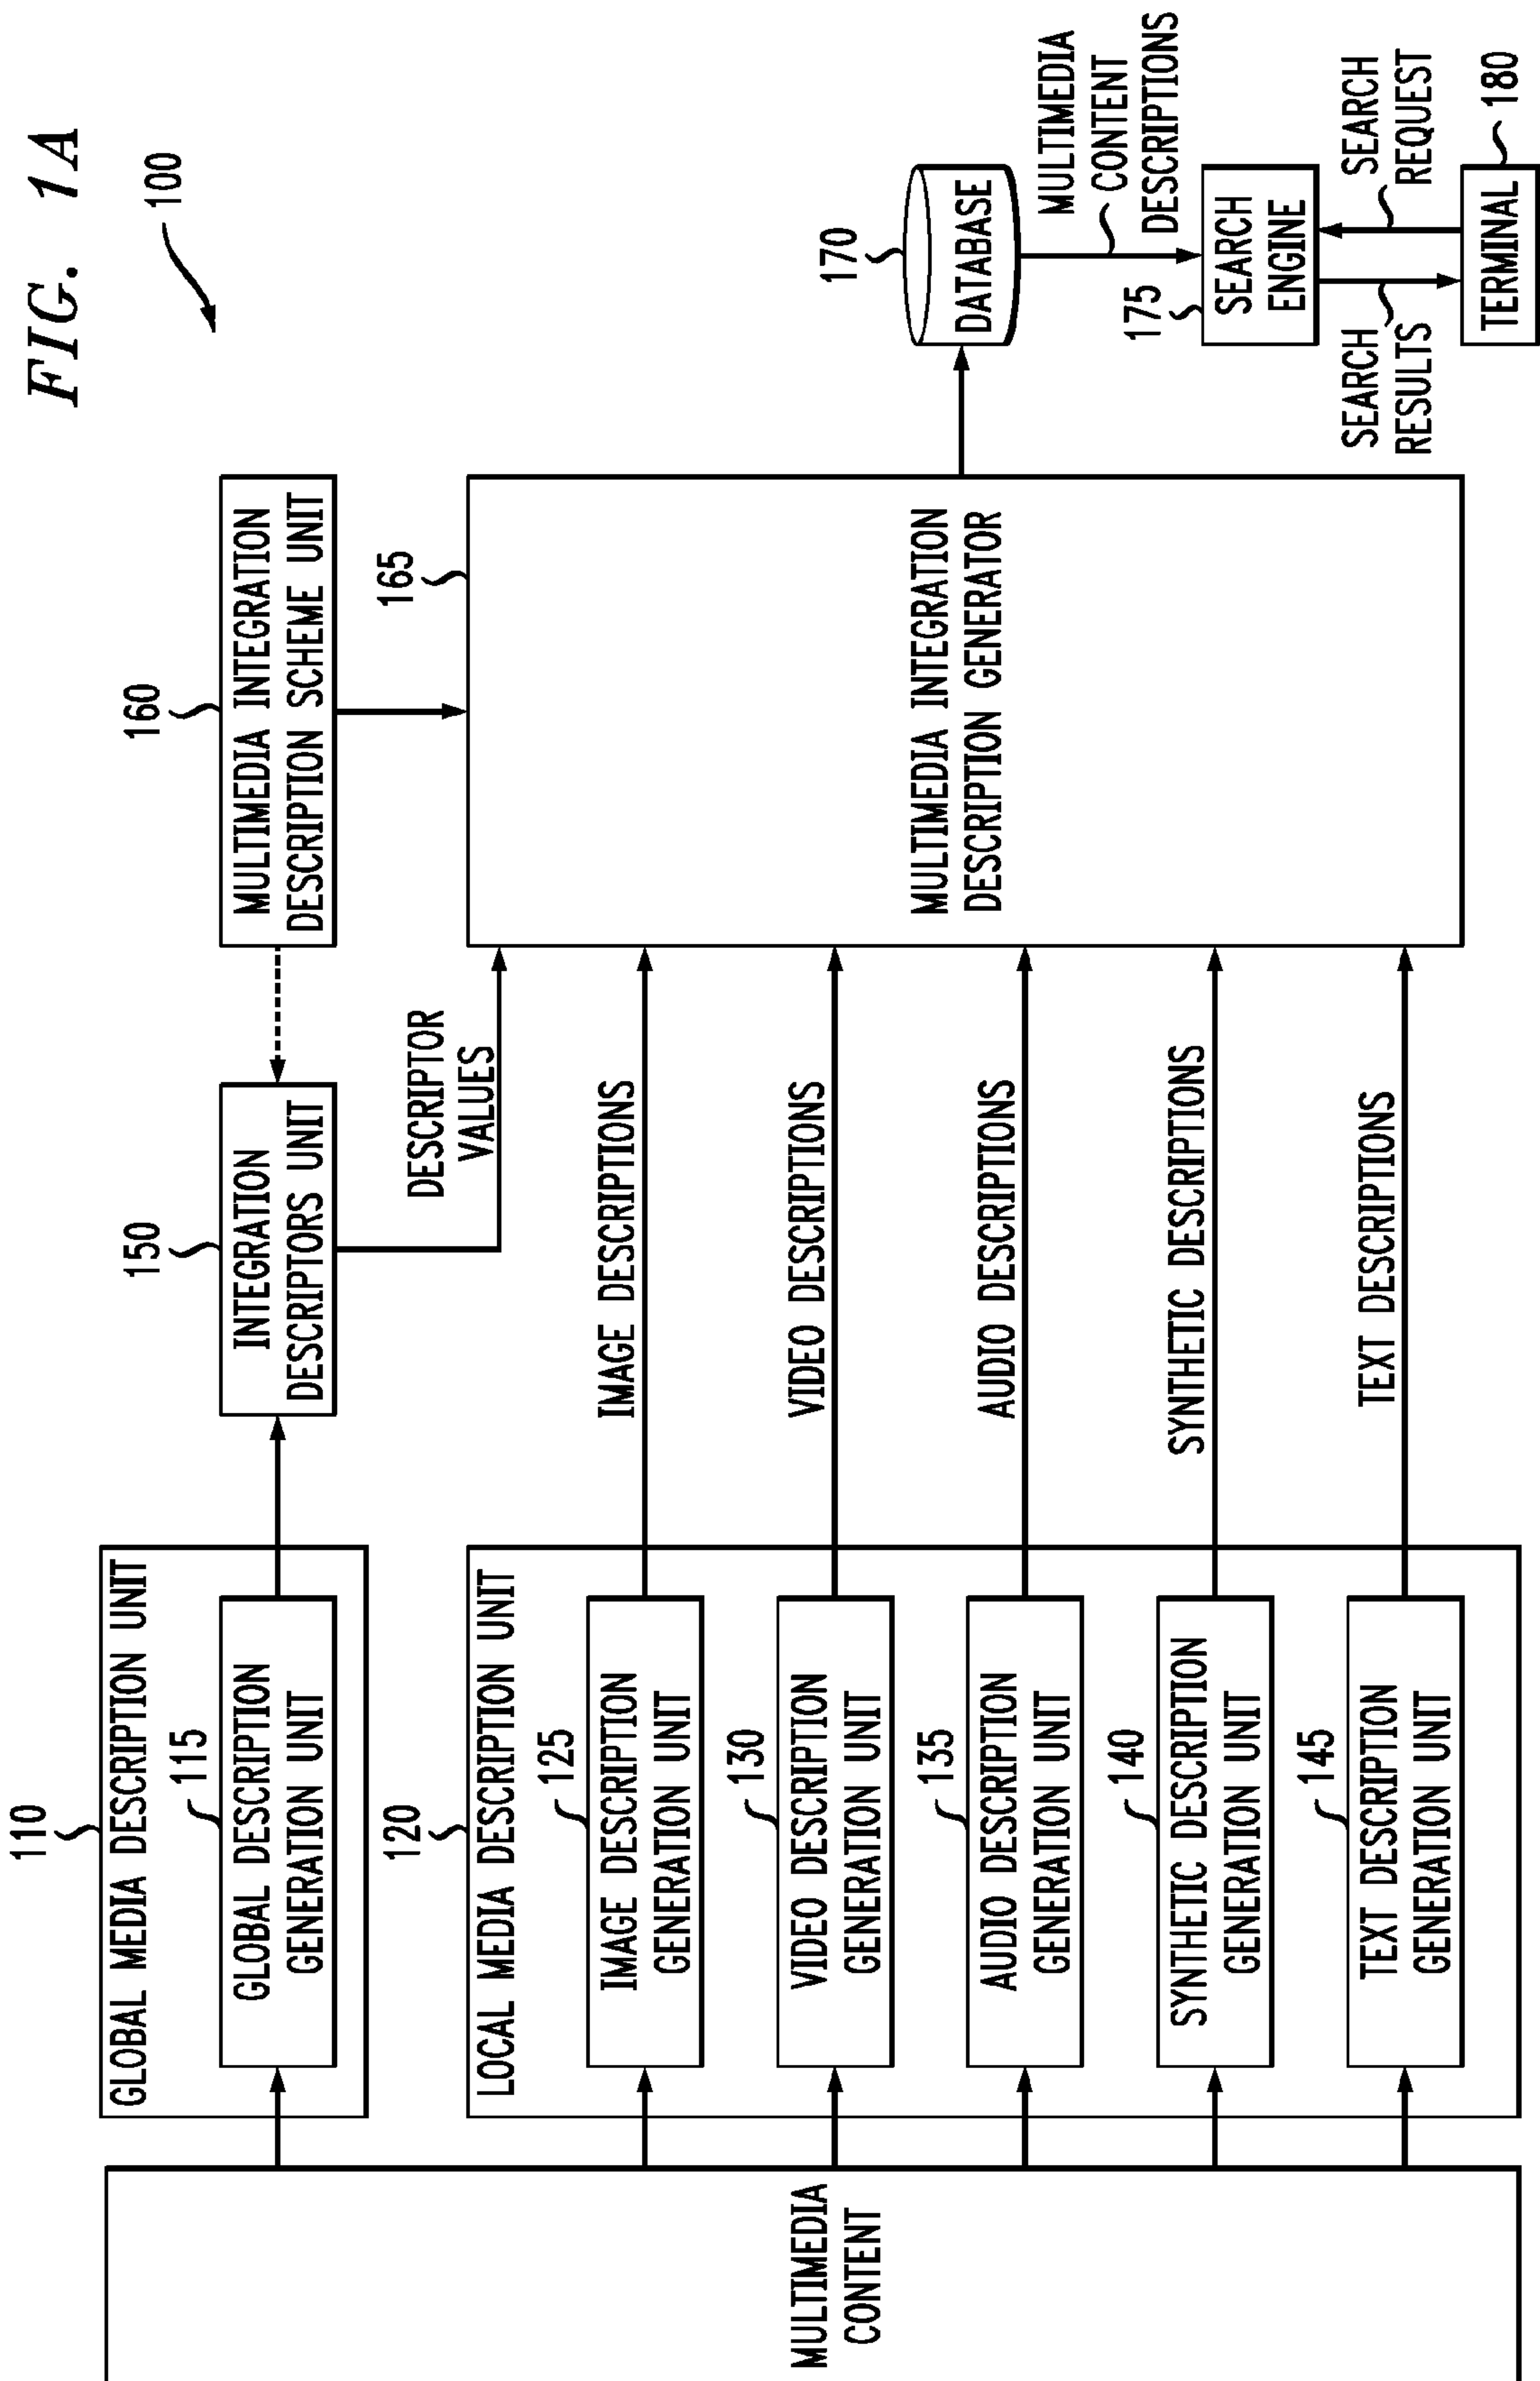 FIG. 1A
100
110
GLOBAL MEDIA DESCRIPTION UNIT
115
GLOBAL DESCRIPTION
GENERATION UNIT
150
INTEGRATION
DESCRIPTORS UNIT
160
MULTIMEDIA INTEGRATION
DESCRIPTION SCHEME UNIT
DESCRIPTOR
VALUES
120
LOCAL MEDIA DESCRIPTION UNIT
125
IMAGE DESCRIPTION
GENERATION UNIT
IMAGE DESCRIPTIONS
130
VIDEO DESCRIPTION
GENERATION UNIT
VIDEO DESCRIPTIONS
135
AUDIO DESCRIPTION
GENERATION UNIT
AUDIO DESCRIPTIONS
140
SYNTHETIC DESCRIPTION
GENERATION UNIT
SYNTHETIC DESCRIPTIONS
145
TEXT DESCRIPTION
GENERATION UNIT
TEXT DESCRIPTIONS
MULTIMEDIA
CONTENT
165
MULTIMEDIA INTEGRATION
DESCRIPTION GENERATOR
170
DATABASE
MULTIMEDIA
CONTENT
DESCRIPTIONS
175
SEARCH
ENGINE
SEARCH
RESULTS
SEARCH
REQUEST
TERMINAL
180